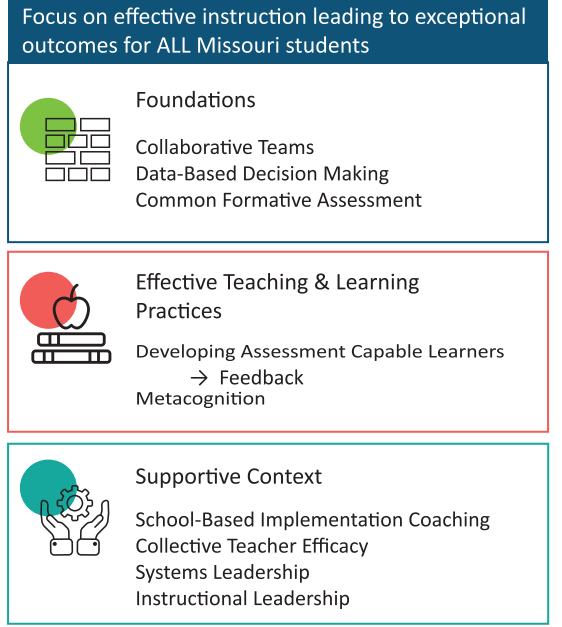 Focus on effective instruction leading to exceptional
outcomes for ALL Missouri students
Foundations
Collaborative Teams
Data-Based Decision Making
Common Formative Assessment
Effective Teaching & Learning
Practices
Developing Assessment Capable Learners
→ Feedback
Metacognition
Supportive Context
School-Based Implementation Coaching
Collective Teacher Efficacy
Systems Leadership
Instructional Leadership